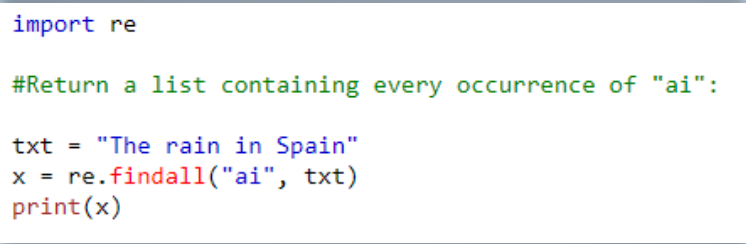 import re
#Return a list containing every occurrence of "ai":
txt = "The rain in Spain"
x = re.findall("ai", txt)
print(x)